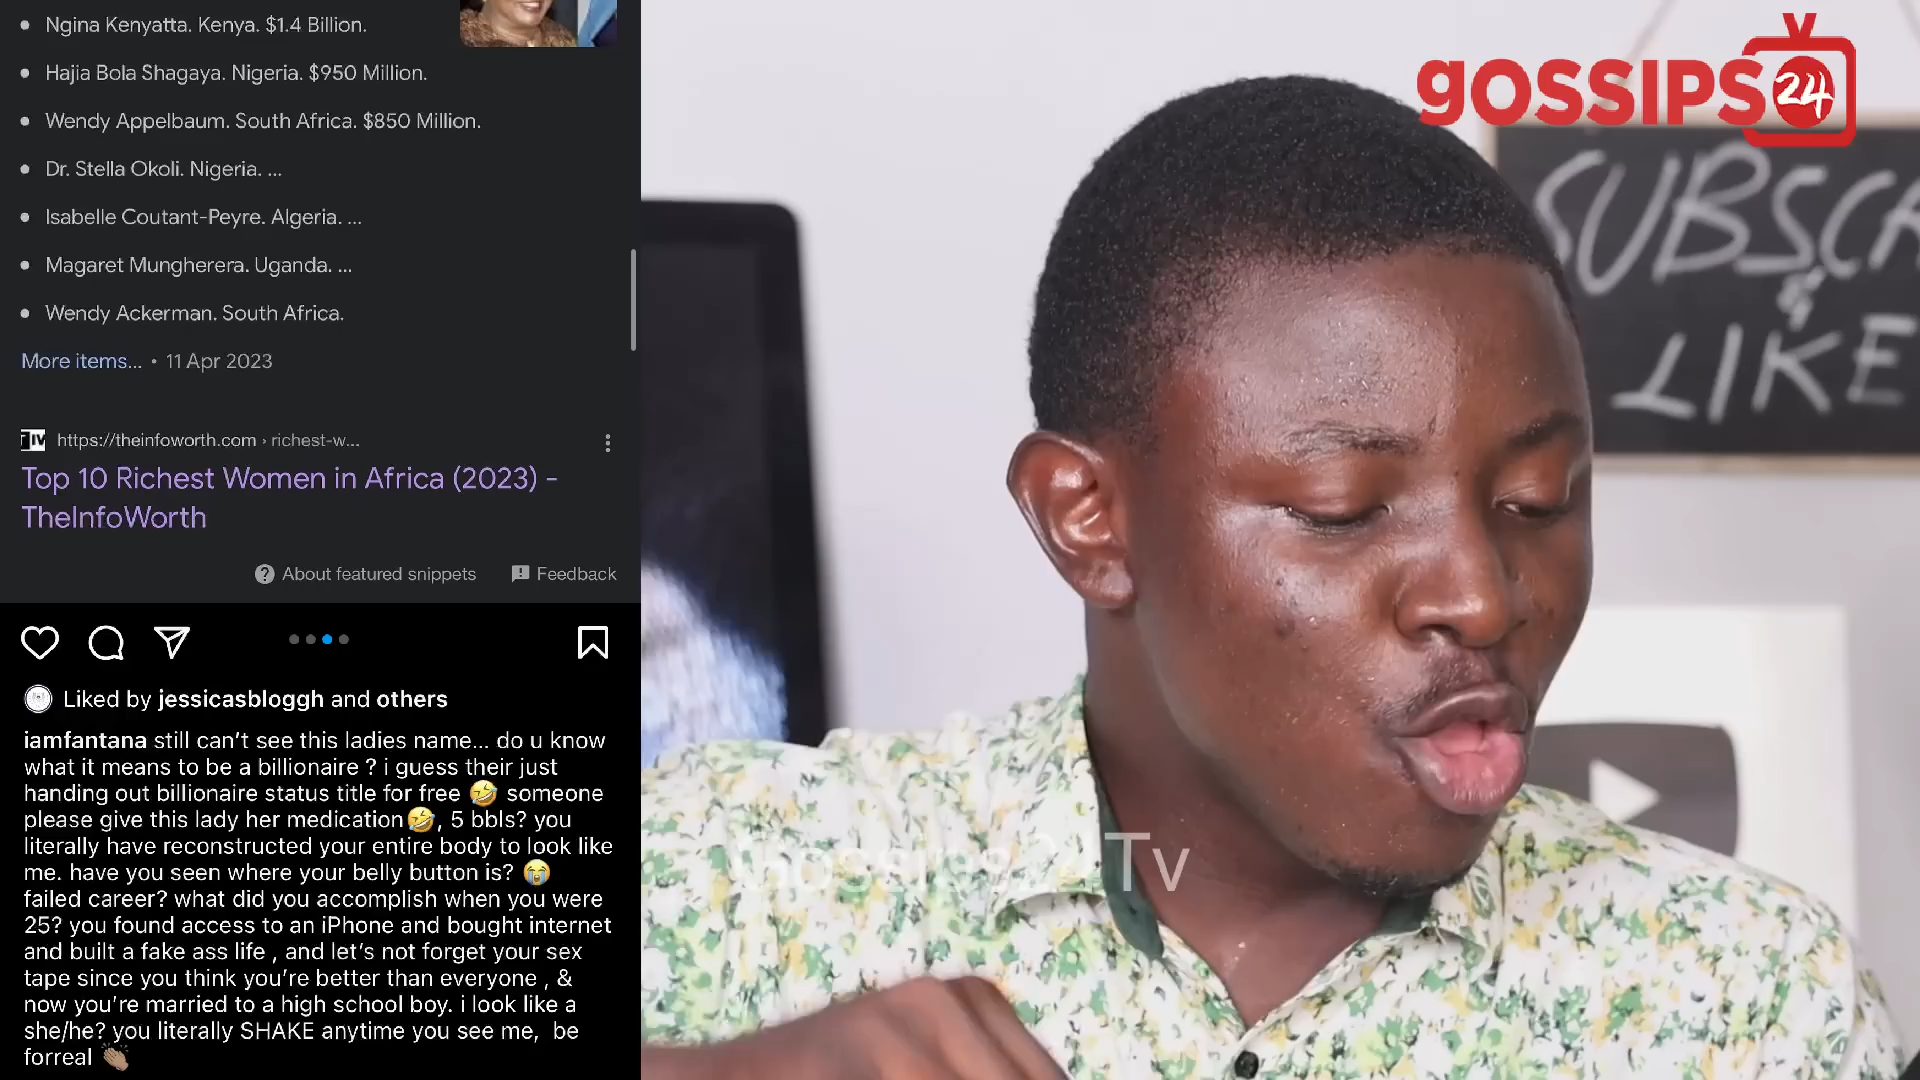 Ngina Kenyatta. Kenya. $1.4 Billion.
Hajia Bola Shagaya. Nigeria. $950 Million.
Wendy Appelbaum. South Africa. $850 Million.
Dr. Stella Okoli. Nigeria. ...
Isabelle Coutant-Peyre. Algeria. ...
Magaret Mungherera. Uganda. ...
Wendy Ackerman. South Africa.
More items... • 11 Apr 2023
https://theinfoworth.com › richest-w...
Top 10 Richest Women in Africa (2023) -
TheInfoWorth
About featured snippets Feedback
Liked by jessicasbloggh and others
iamfantana still can't see this ladies name... do u know
what it means to be a billionaire ? i guess their just
handing out billionaire status title for free 🤣 someone
please give this lady her medication🤣, 5 bbls? you
literally have reconstructed your entire body to look like
me. have you seen where your belly button is? 😭
failed career? what did you accomplish when you were
25? you found access to an iPhone and bought internet
and built a fake ass life , and let's not forget your sex
tape since you think you're better than everyone , &
now you're married to a high school boy. i look like a
she/he? you literally SHAKE anytime you see me, be
forreal 👏🏽
gOSSIPS 24
SUBSC
& LIKE
Gossips24Tv